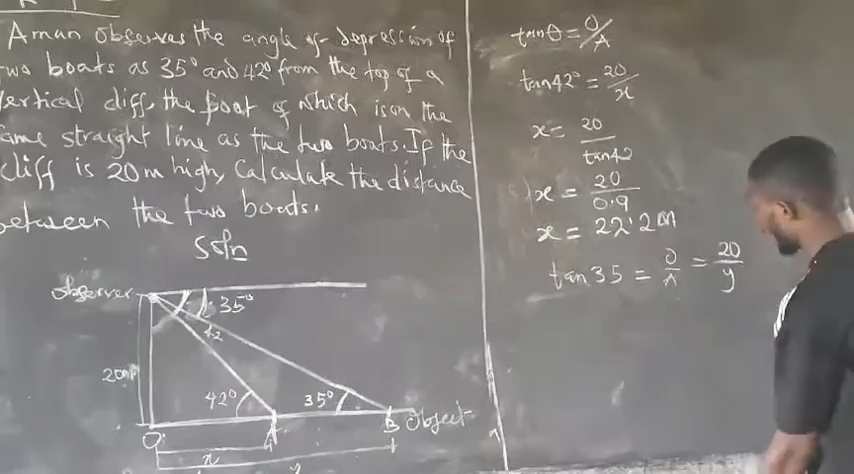 A man observes the angle of depression of
two boats as 35° and 42° from the top of a
vertical cliff, the foot of which is on the
same straight line as the two boats. If the
cliff is 20m high, Calculate the distance
between the two boats.
Soln
Observer
35°
42
20m
42°
35°
O
A
B
Object
x
y
tanθ = O/A
tan42° = 20/x
x = 20/tan42
x = 20/0.9
x = 22.2m
tan 35 = O/A = 20/y